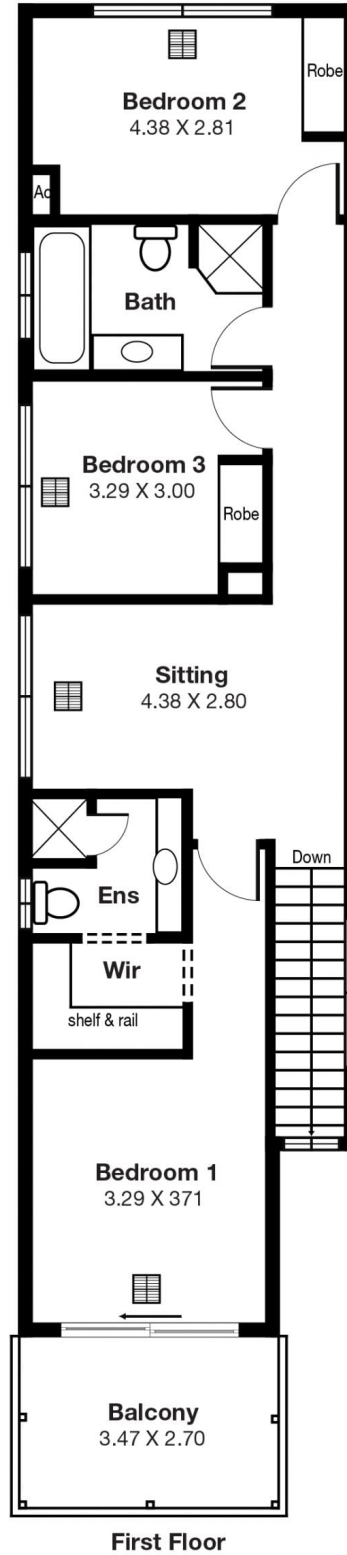 Robe
Bedroom 2
4.38 X 2.81
Ac
Bath
Bedroom 3
3.29 X 3.00
Robe
Sitting
4.38 X 2.80
Down
Ens
Wir
shelf & rail
Bedroom 1
3.29 X 371
Balcony
3.47 X 2.70
First Floor